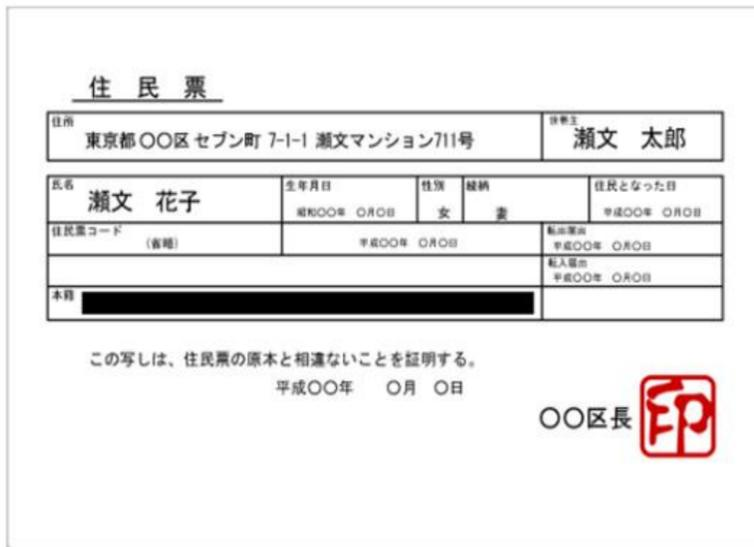 住民票
住所
東京都〇〇区 セブン町 7-1-1 瀬文マンション711号
世帯主
瀬文 太郎
氏名
瀬文 花子
生年月日
昭和〇〇年 〇月〇日
性別
女
続柄
妻
住民となった日
平成〇〇年 〇月〇日
住民票コード
(省略)
平成〇〇年 〇月〇日
転出届出
平成〇〇年 〇月〇日
転入届出
平成〇〇年 〇月〇日
本籍
この写しは、住民票の原本と相違ないことを証明する。
平成〇〇年 〇月 〇日
〇〇区長
印